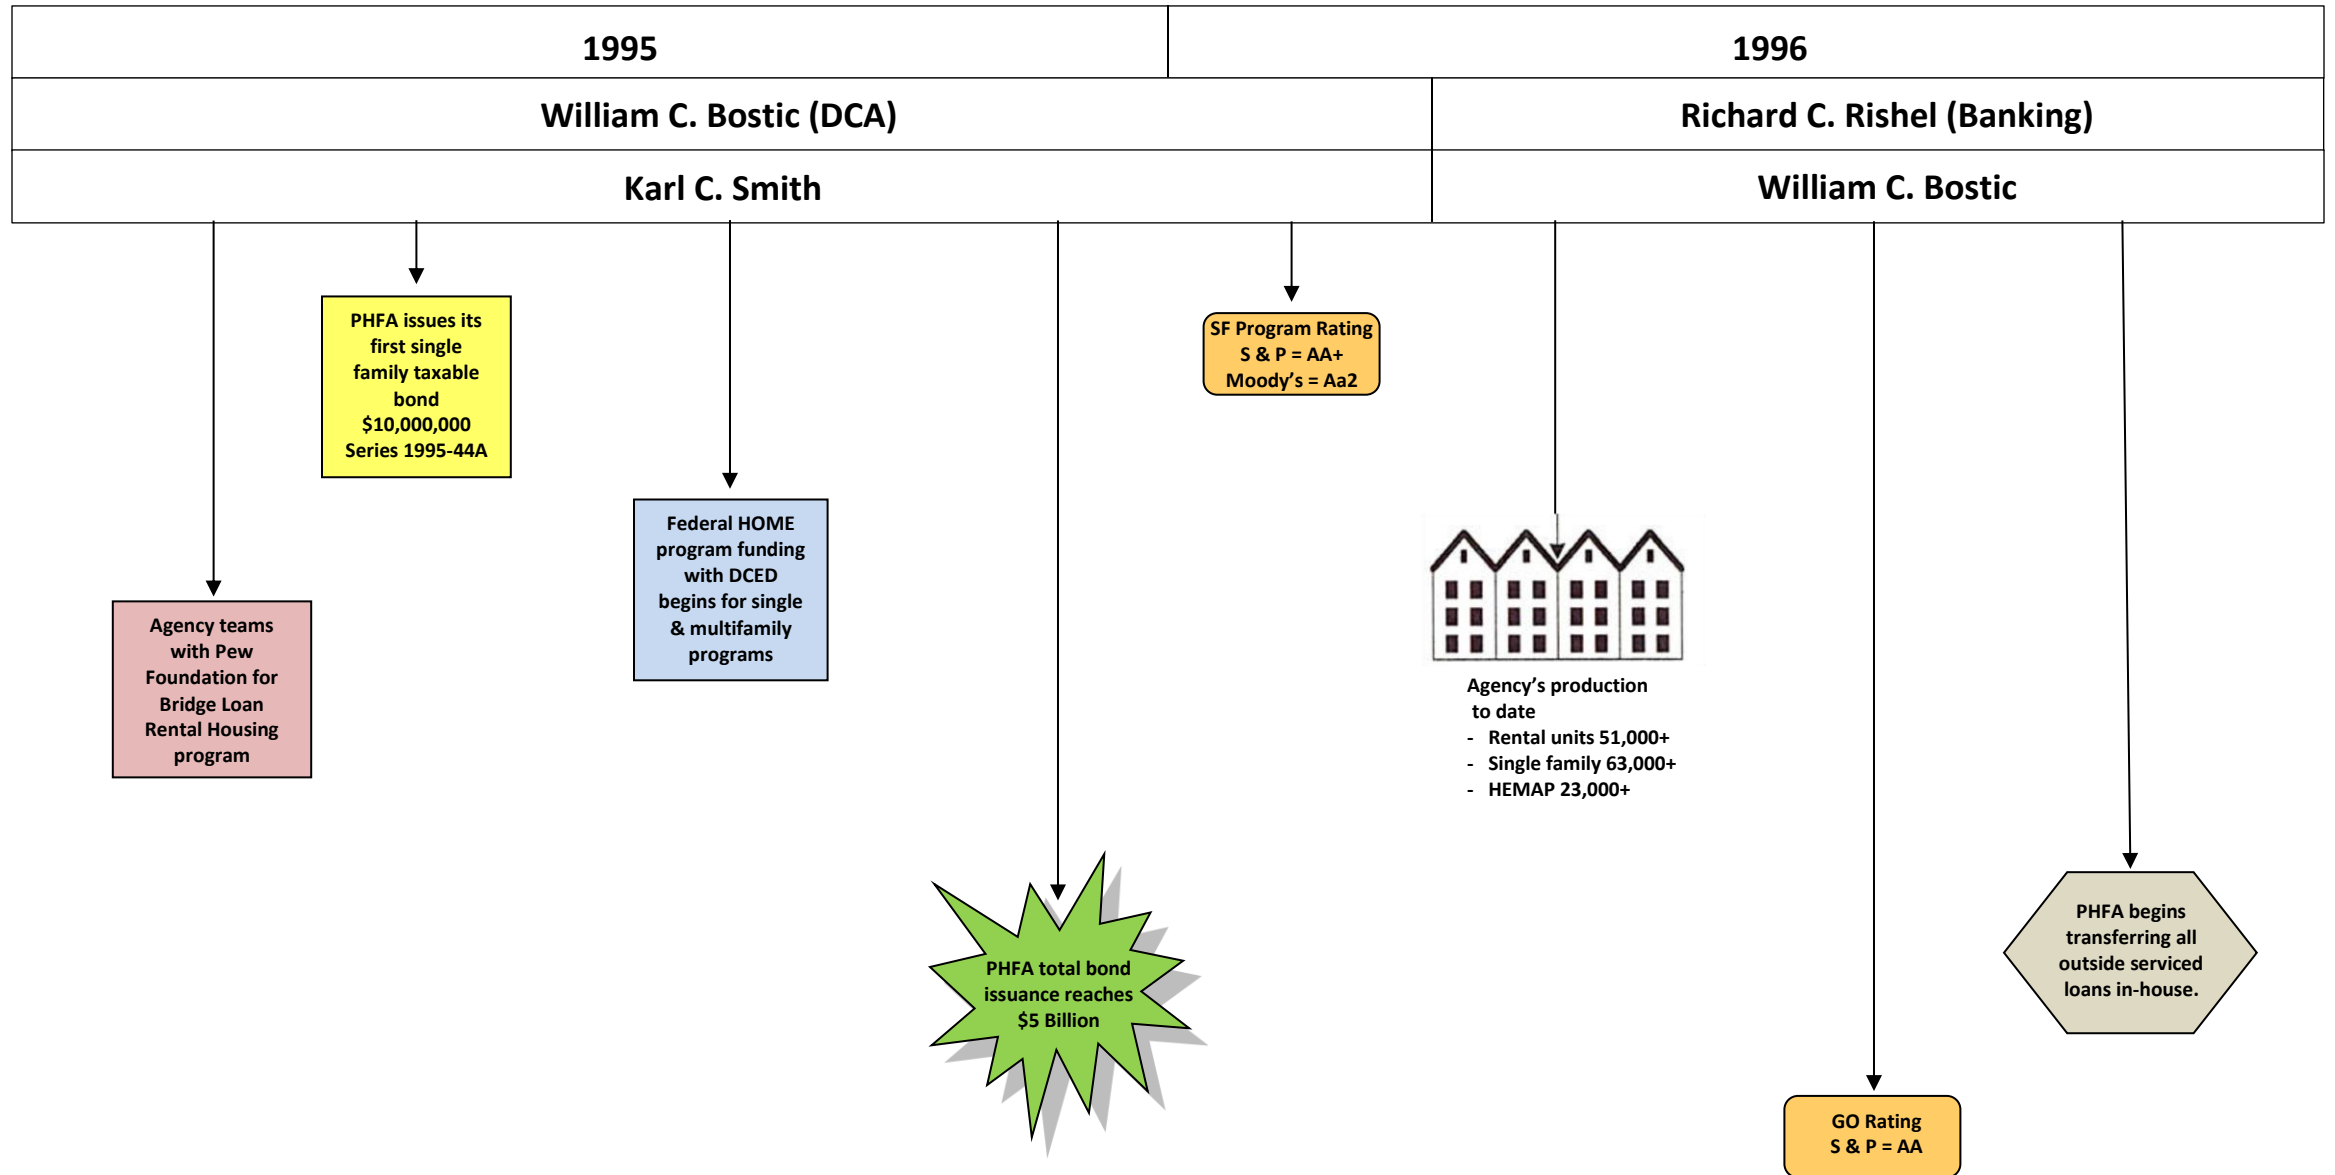 1995
1996
William C. Bostic (DCA)
Richard C. Rishel (Banking)
Karl C. Smith
William C. Bostic
Agency teams
with Pew
Foundation for
Bridge Loan
Rental Housing
program
PHFA issues its
first single
family taxable
bond
$10,000,000
Series 1995-44A
Federal HOME
program funding
with DCED
begins for single
& multifamily
programs
PHFA total bond
issuance reaches
$5 Billion
SF Program Rating
S & P = AA+
Moody’s = Aa2
Agency’s production
to date
- Rental units 51,000+
- Single family 63,000+
- HEMAP 23,000+
GO Rating
S & P = AA
PHFA begins
transferring all
outside serviced
loans in-house.